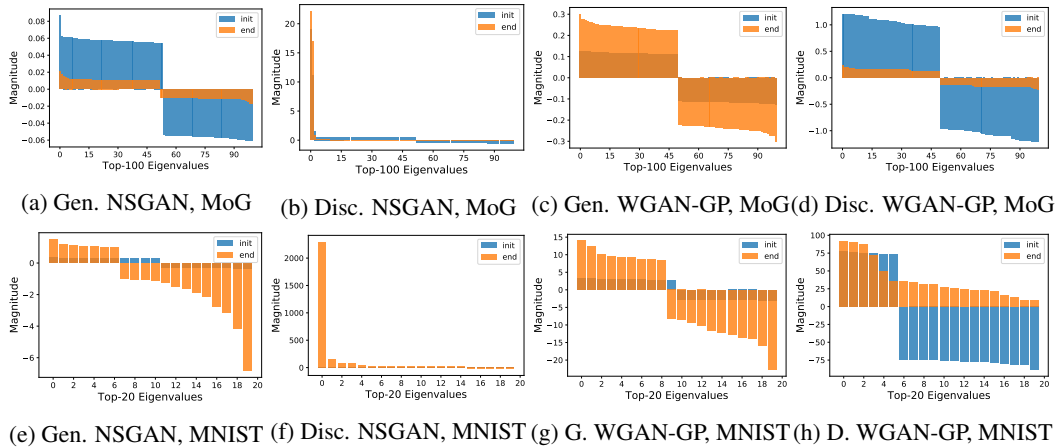 init
end
Magnitude
0.08
0.06
0.04
0.02
0.00
−0.02
−0.04
−0.06
0 15 30 45 60 75 90
Top-100 Eigenvalues
(a) Gen. NSGAN, MoG
init
end
Magnitude
20
15
10
5
0
0 15 30 45 60 75 90
Top-100 Eigenvalues
(b) Disc. NSGAN, MoG
init
end
Magnitude
0.3
0.2
0.1
0.0
−0.1
−0.2
−0.3
0 15 30 45 60 75 90
Top-100 Eigenvalues
(c) Gen. WGAN-GP, MoG
init
end
Magnitude
1.0
0.5
0.0
−0.5
−1.0
0 15 30 45 60 75 90
Top-100 Eigenvalues
(d) Disc. WGAN-GP, MoG
init
end
Magnitude
0
−2
−4
−6
0 2 4 6 8 10 12 14 16 18 20
Top-20 Eigenvalues
(e) Gen. NSGAN, MNIST
init
end
Magnitude
2000
1500
1000
500
0
0 2 4 6 8 10 12 14 16 18 20
Top-20 Eigenvalues
(f) Disc. NSGAN, MNIST
init
end
Magnitude
15
10
5
0
−5
−10
−15
−20
0 2 4 6 8 10 12 14 16 18 20
Top-20 Eigenvalues
(g) G. WGAN-GP, MNIST
init
end
Magnitude
100
75
50
25
0
−25
−50
−75
0 2 4 6 8 10 12 14 16 18 20
Top-20 Eigenvalues
(h) D. WGAN-GP, MNIST